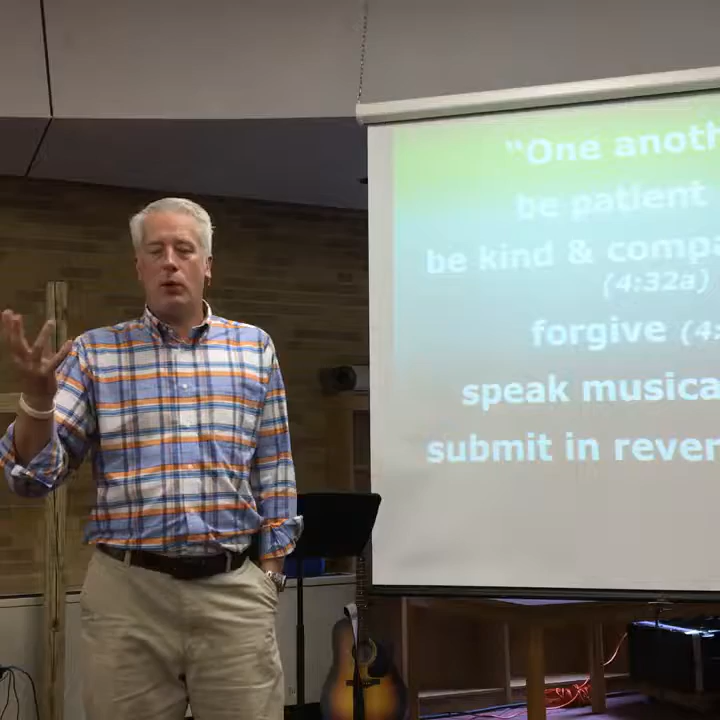 "One anoth
be patient
be kind & compa
(4:32a)
forgive (4:
speak musica
submit in rever